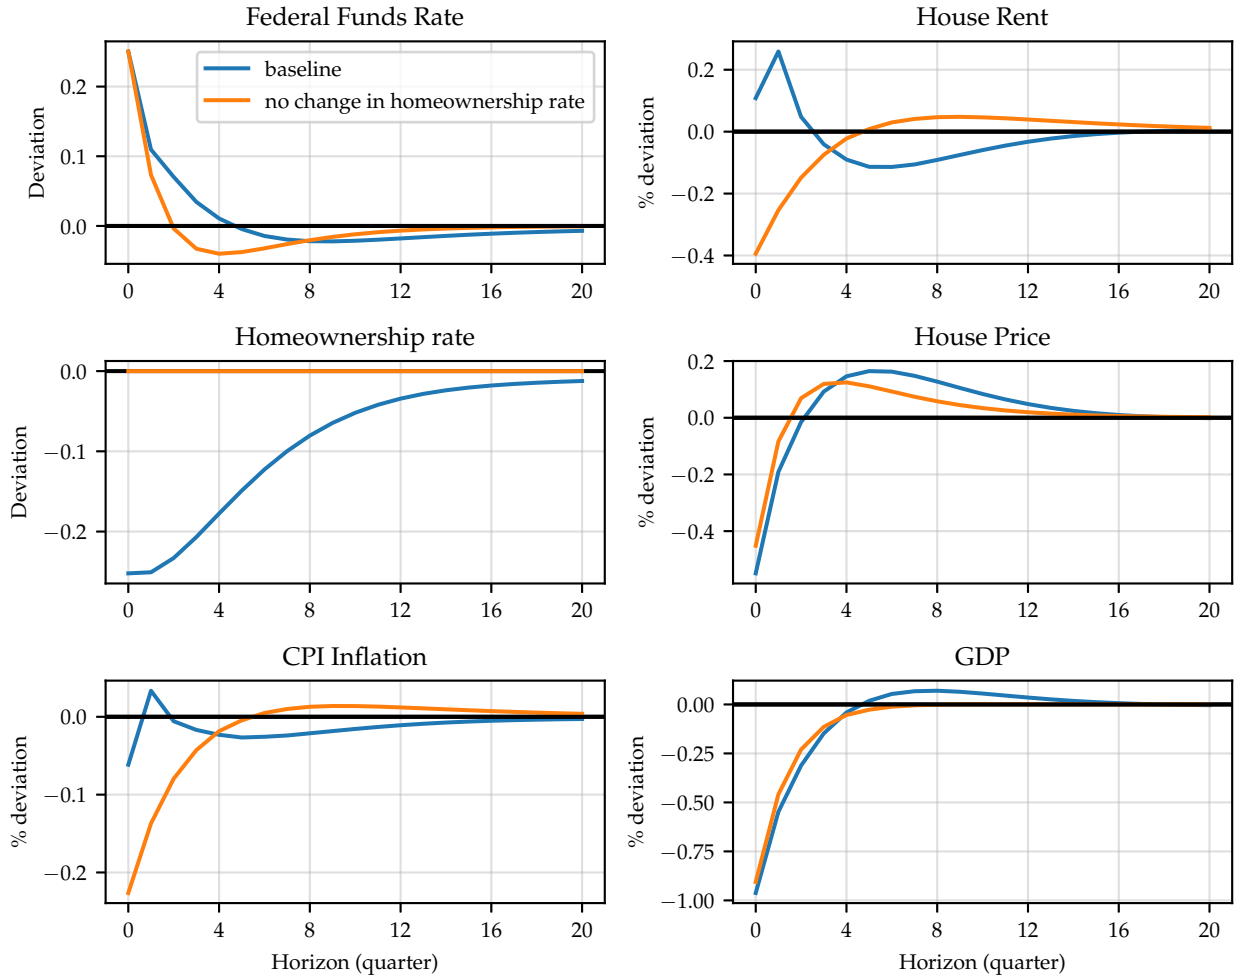 Federal Funds Rate
Deviation
0.2
0.1
0.0
baseline
no change in homeownership rate
0 4 8 12 16 20
House Rent
% deviation
0.2
0.0
−0.2
−0.4
0 4 8 12 16 20
Homeownership rate
Deviation
0.0
−0.1
−0.2
0 4 8 12 16 20
House Price
% deviation
0.2
0.0
−0.2
−0.4
0 4 8 12 16 20
CPI Inflation
% deviation
0.0
−0.1
−0.2
0 4 8 12 16 20
Horizon (quarter)
GDP
% deviation
0.00
−0.25
−0.50
−0.75
−1.00
0 4 8 12 16 20
Horizon (quarter)